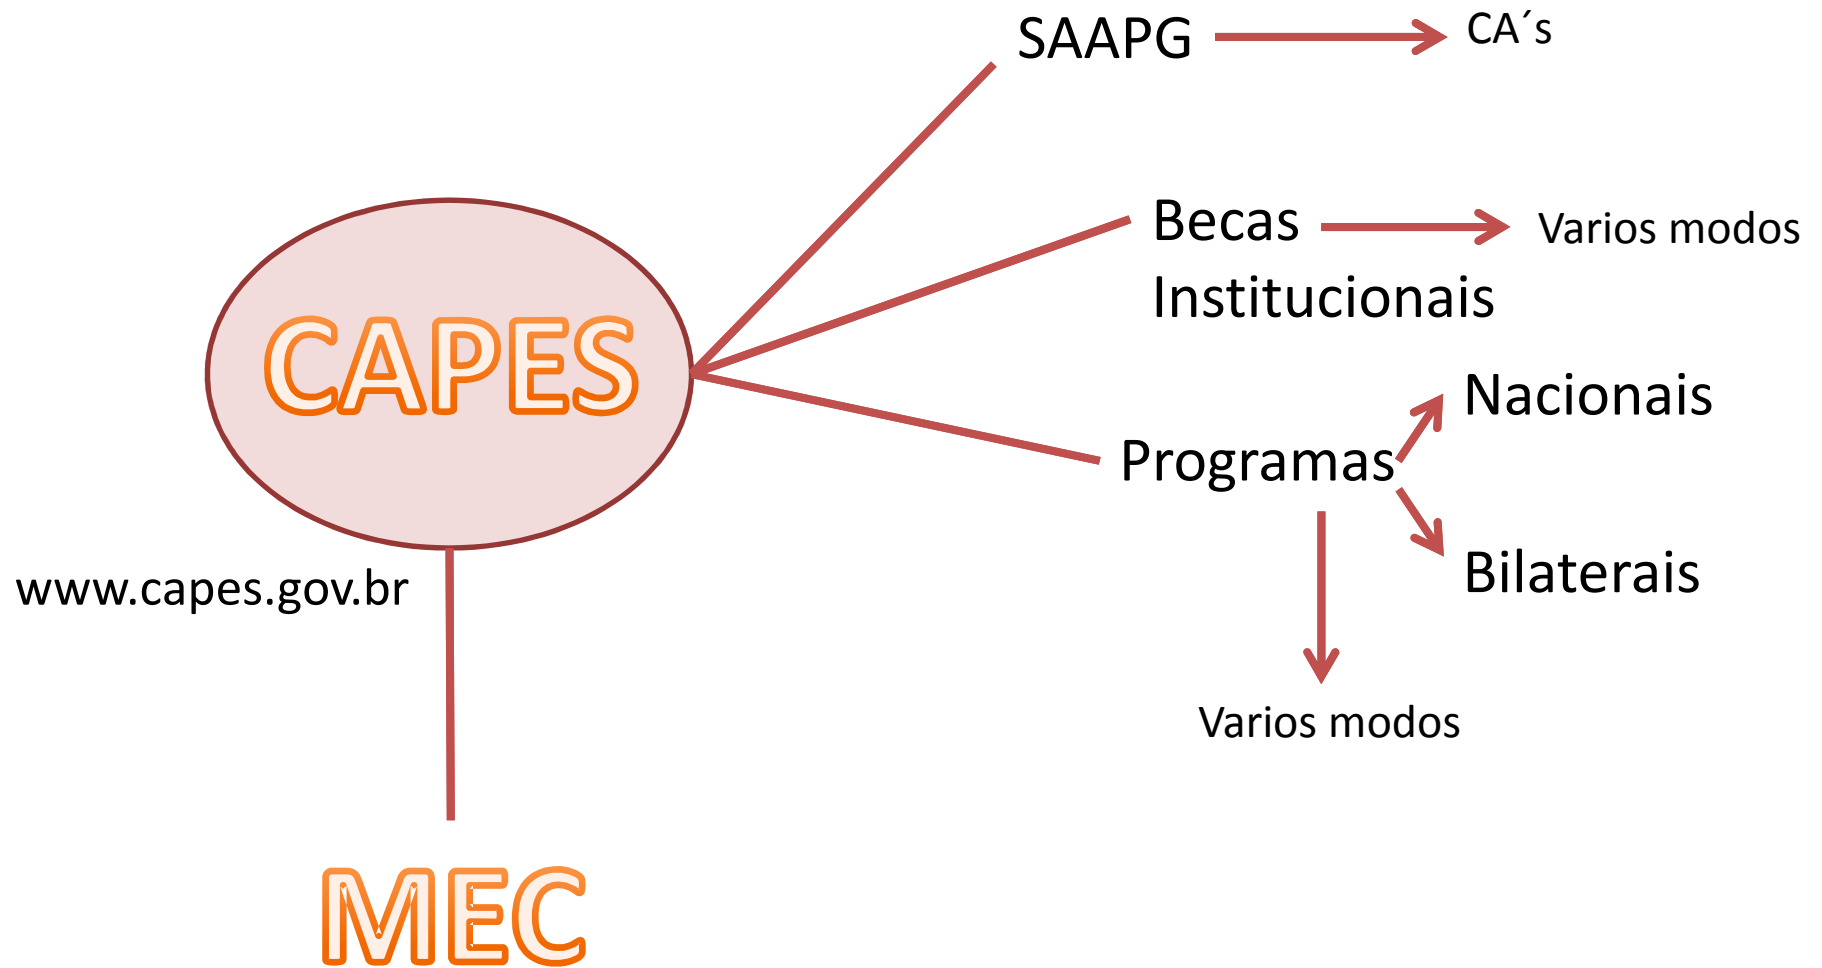 SAAPG
CA´s
Becas
Institucionais
Varios modos
CAPES
Programas
Nacionais
Bilaterais
Varios modos
www.capes.gov.br
MEC